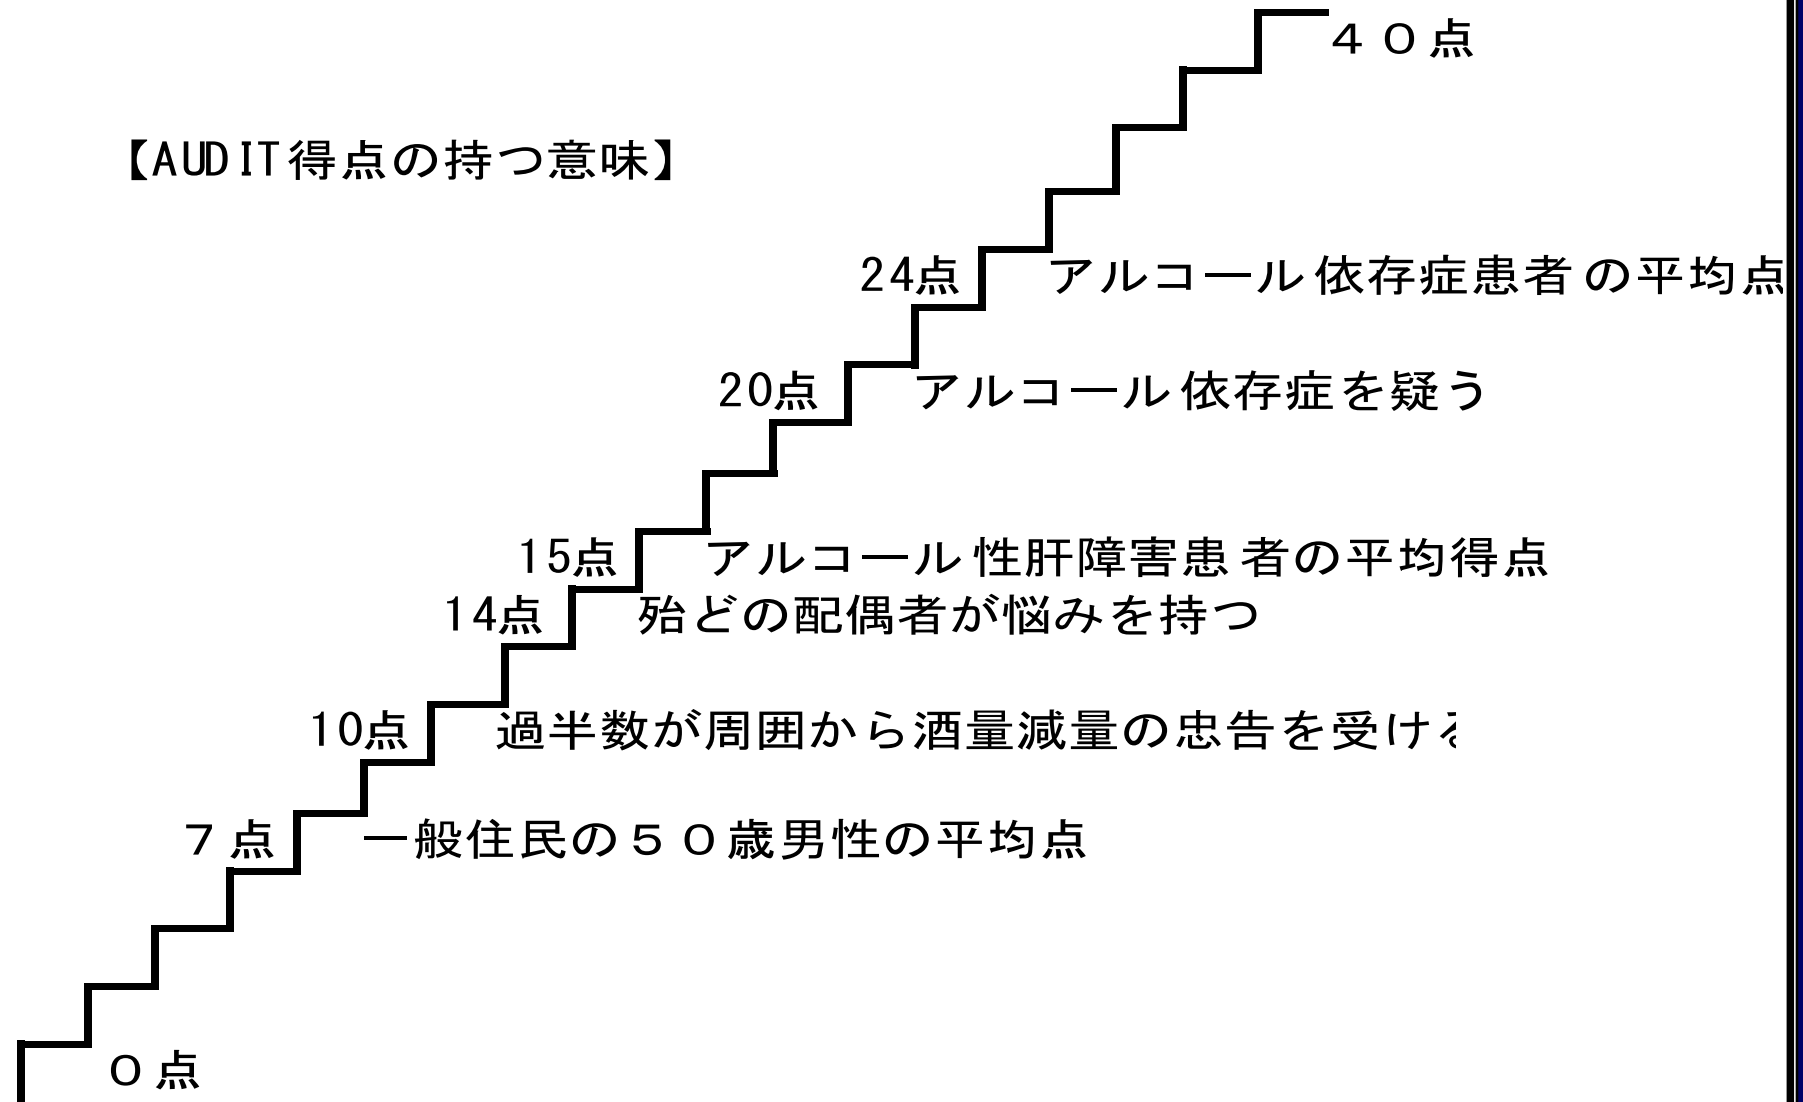 ４０点
【AUDIT得点の持つ意味】
24点 アルコール依存症患者の平均点
20点 アルコール依存症を疑う
15点 アルコール性肝障害患者の平均得点
14点 殆どの配偶者が悩みを持つ
10点 過半数が周囲から酒量減量の忠告を受ける
７点 一般住民の５０歳男性の平均点
０点